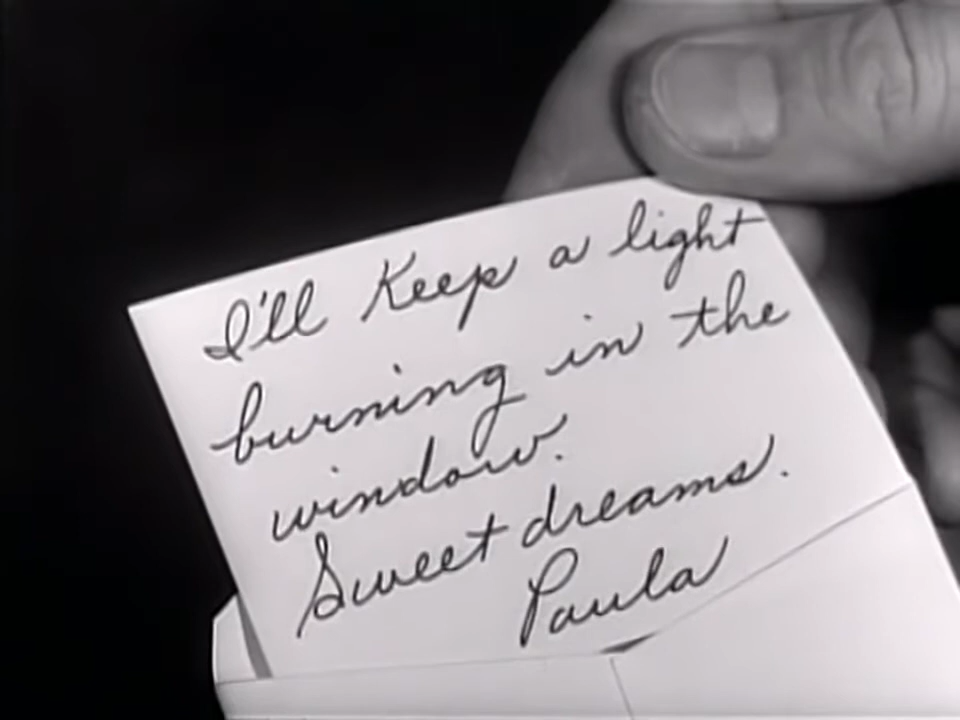 I'll Keep a light
burning in the
window.
Sweet dreams.
Paula